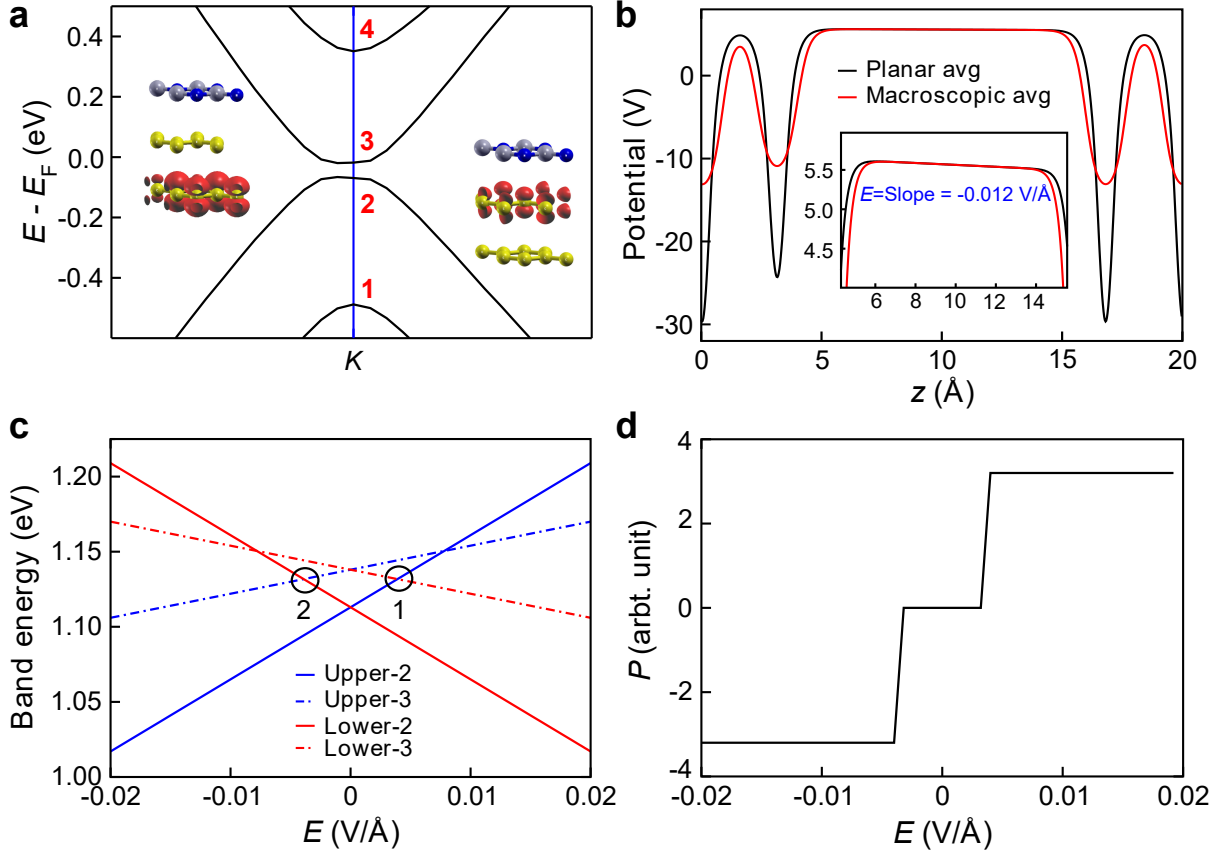 a
4
3
2
1
0.4
0.2
0.0
-0.2
-0.4
E - E_F (eV)
K
b
0
-10
-20
-30
Potential (V)
Planar avg
Macroscopic avg
5.5
5.0
4.5
E=Slope = -0.012 V/Å
6 8 10 12 14
0 5 10 15 20
z (Å)
c
1.20
1.15
1.10
1.05
1.00
Band energy (eV)
2 1
Upper-2
Upper-3
Lower-2
Lower-3
-0.02 -0.01 0 0.01 0.02
E (V/Å)
d
4
2
0
-2
-4
P (arbt. unit)
-0.02 -0.01 0 0.01 0.02
E (V/Å)